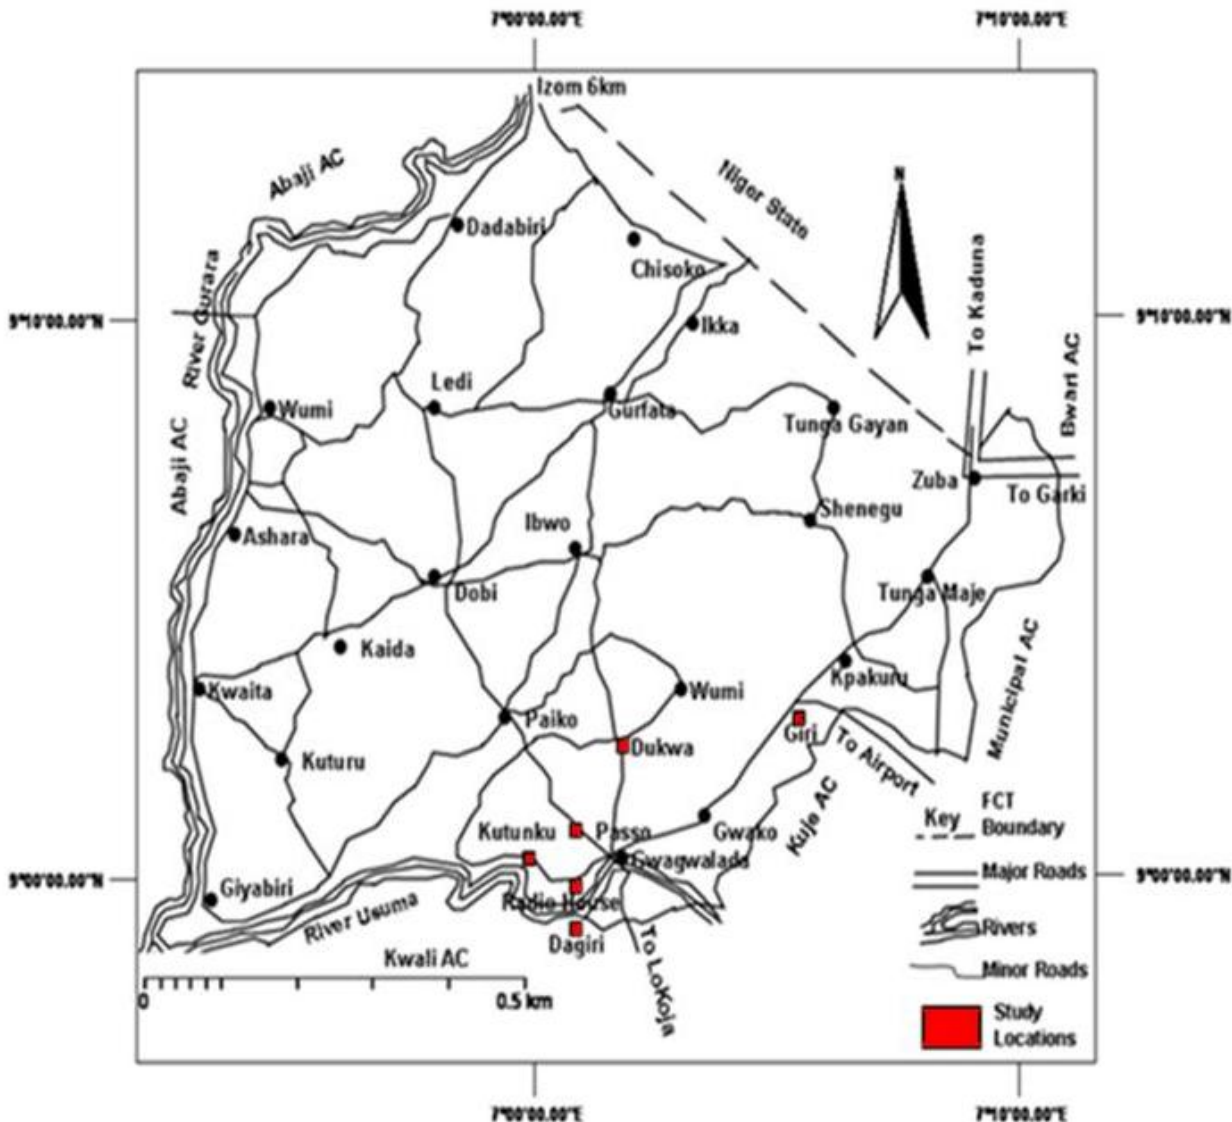 7°00'00.00"E
7°10'00.00"E
Izom 6km
Abaji AC
Niger State
N
Dadabiri
Chisoko
To Kaduna
River Gurara
9°10'00.00"N
9°10'00.00"N
Ikka
Bwari AC
Ledi
Wumi
Gurfata
Tunga Gayan
Abaji AC
Zuba
To Garki
Shenegu
Ibwo
Ashara
Dobi
Tunga Maje
Kaida
Kpakuru
Municipal AC
Kwaita
Wumi
Paiko
Giri
Dukwa
To Airport
Kuturu
Kuje AC
Key
FCT
Boundary
Kutunku
Passo
Gwako
Gwagwalada
Major Roads
9°00'00.00"N
9°00'00.00"N
Giyabiri
Radio House
River Usuma
Rivers
Dagiri
To LoKoja
Kwali AC
Minor Roads
0
0.5 km
Study
Locations
7°00'00.00"E
7°10'00.00"E